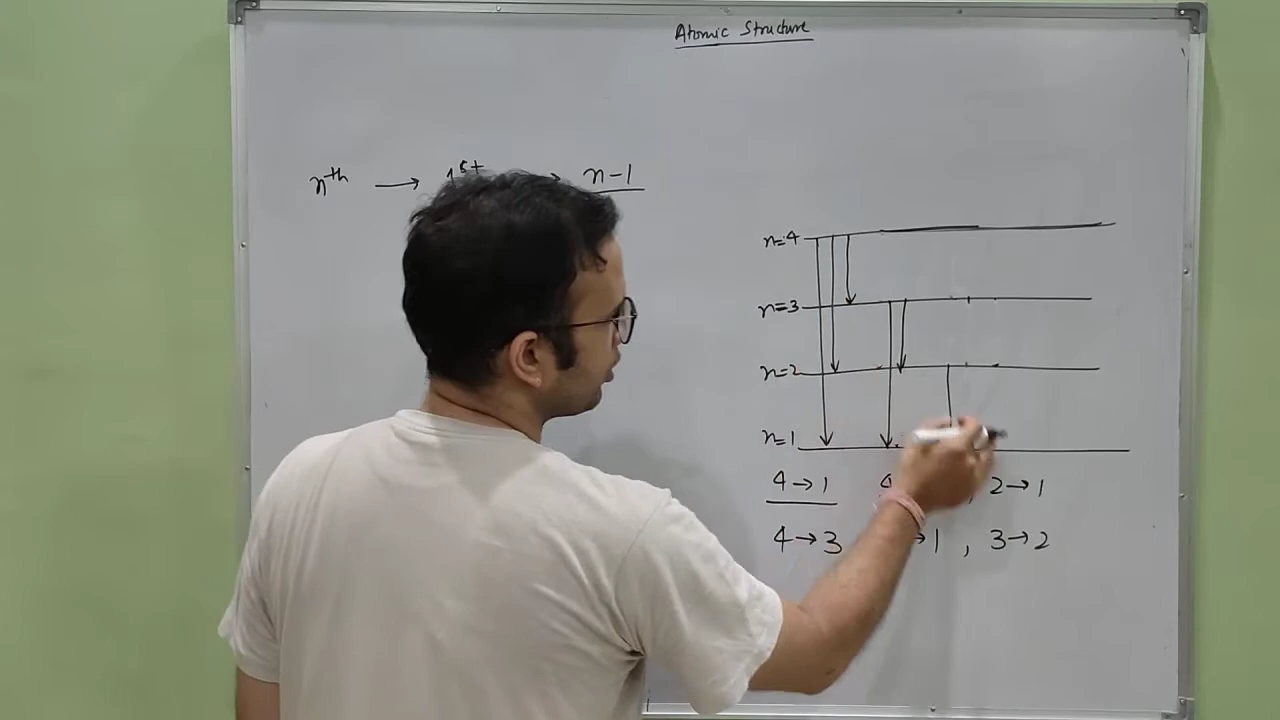 Atomic Structure
nth → 1st → n-1
n=4
n=3
n=2
n=1
4→1 , 2→1
4→3 →1 , 3→2